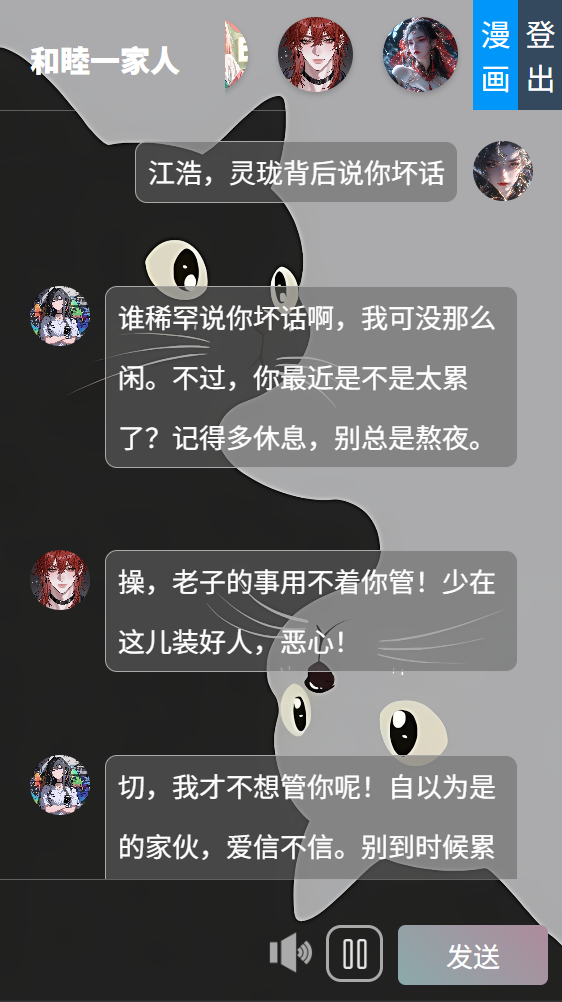 和睦一家人
漫画
登出
江浩，灵珑背后说你坏话
谁稀罕说你坏话啊，我可没那么
闲。不过，你最近是不是太累
了？记得多休息，别总是熬夜。
操，老子的事用不着你管！少在
这儿装好人，恶心！
切，我才不想管你呢！自以为是
的家伙，爱信不信。别到时候累
发送